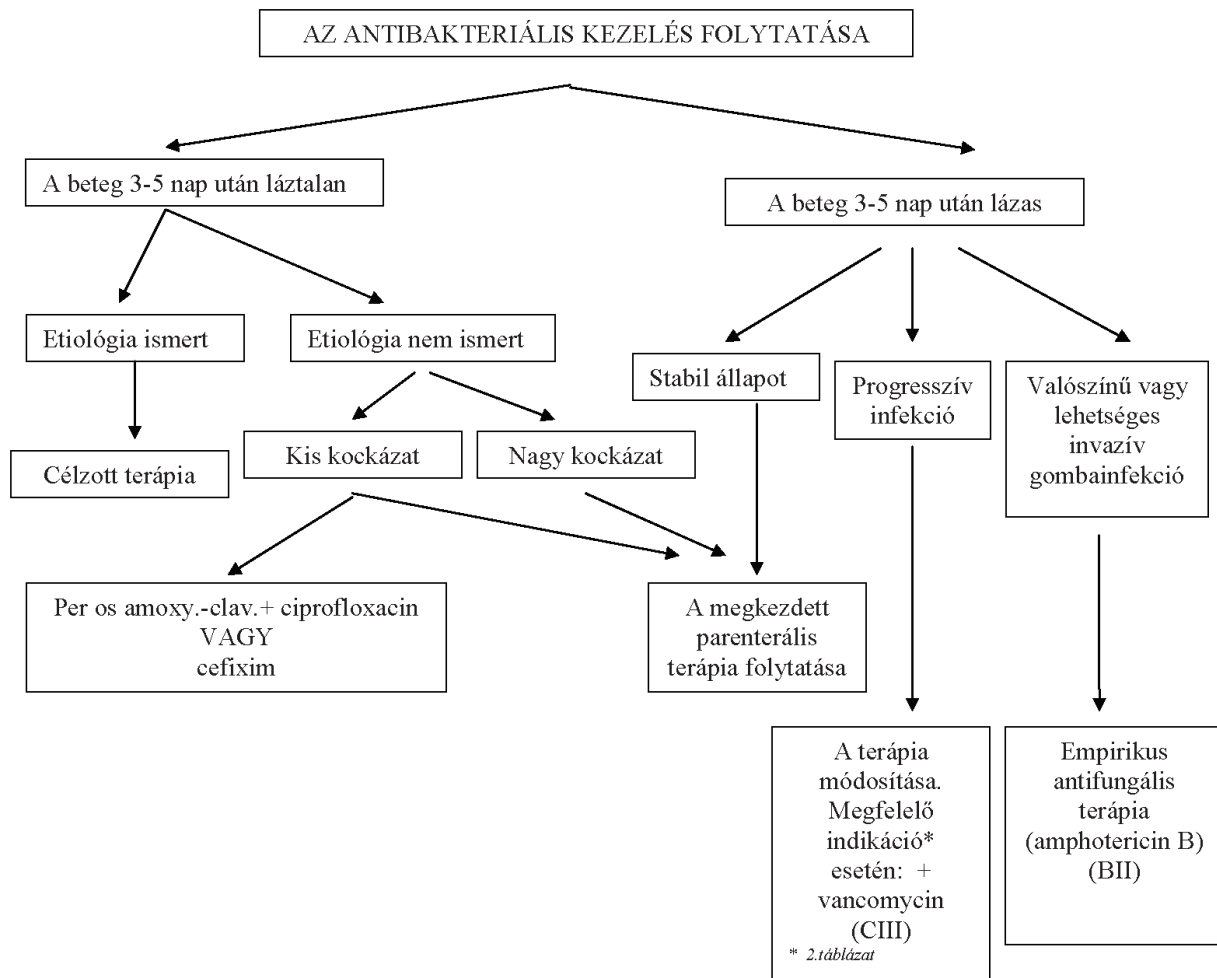 AZ ANTIBAKTERIÁLIS KEZELÉS FOLYTATÁSA
A beteg 3-5 nap után láztalan
A beteg 3-5 nap után lázas
Etiológia ismert
Etiológia nem ismert
Stabil állapot
Progresszív
infekció
Valószínű vagy
lehetséges
invazív
gombainfekció
Célzott terápia
Kis kockázat
Nagy kockázat
Per os amoxy.-clav.+ ciprofloxacin
VAGY
cefixim
A
megkezdett
parenterális
terápia folytatása
A terápia
módosítása.
Megfelelő
indikáció*
esetén: +
vancomycin
(CIII)
* 2.táblázat
Empirikus
antifungális
terápia
(amphotericin B)
(BII)